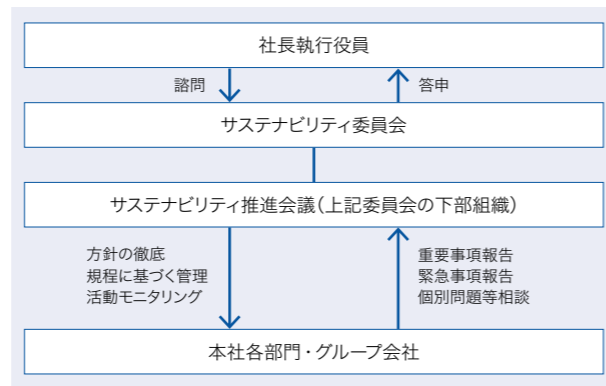 社長執行役員
諮問
答申
サステナビリティ委員会
サステナビリティ推進会議(上記委員会の下部組織)
方針の徹底
規程に基づく管理
活動モニタリング
重要事項報告
緊急事項報告
個別問題等相談
本社各部門・グループ会社